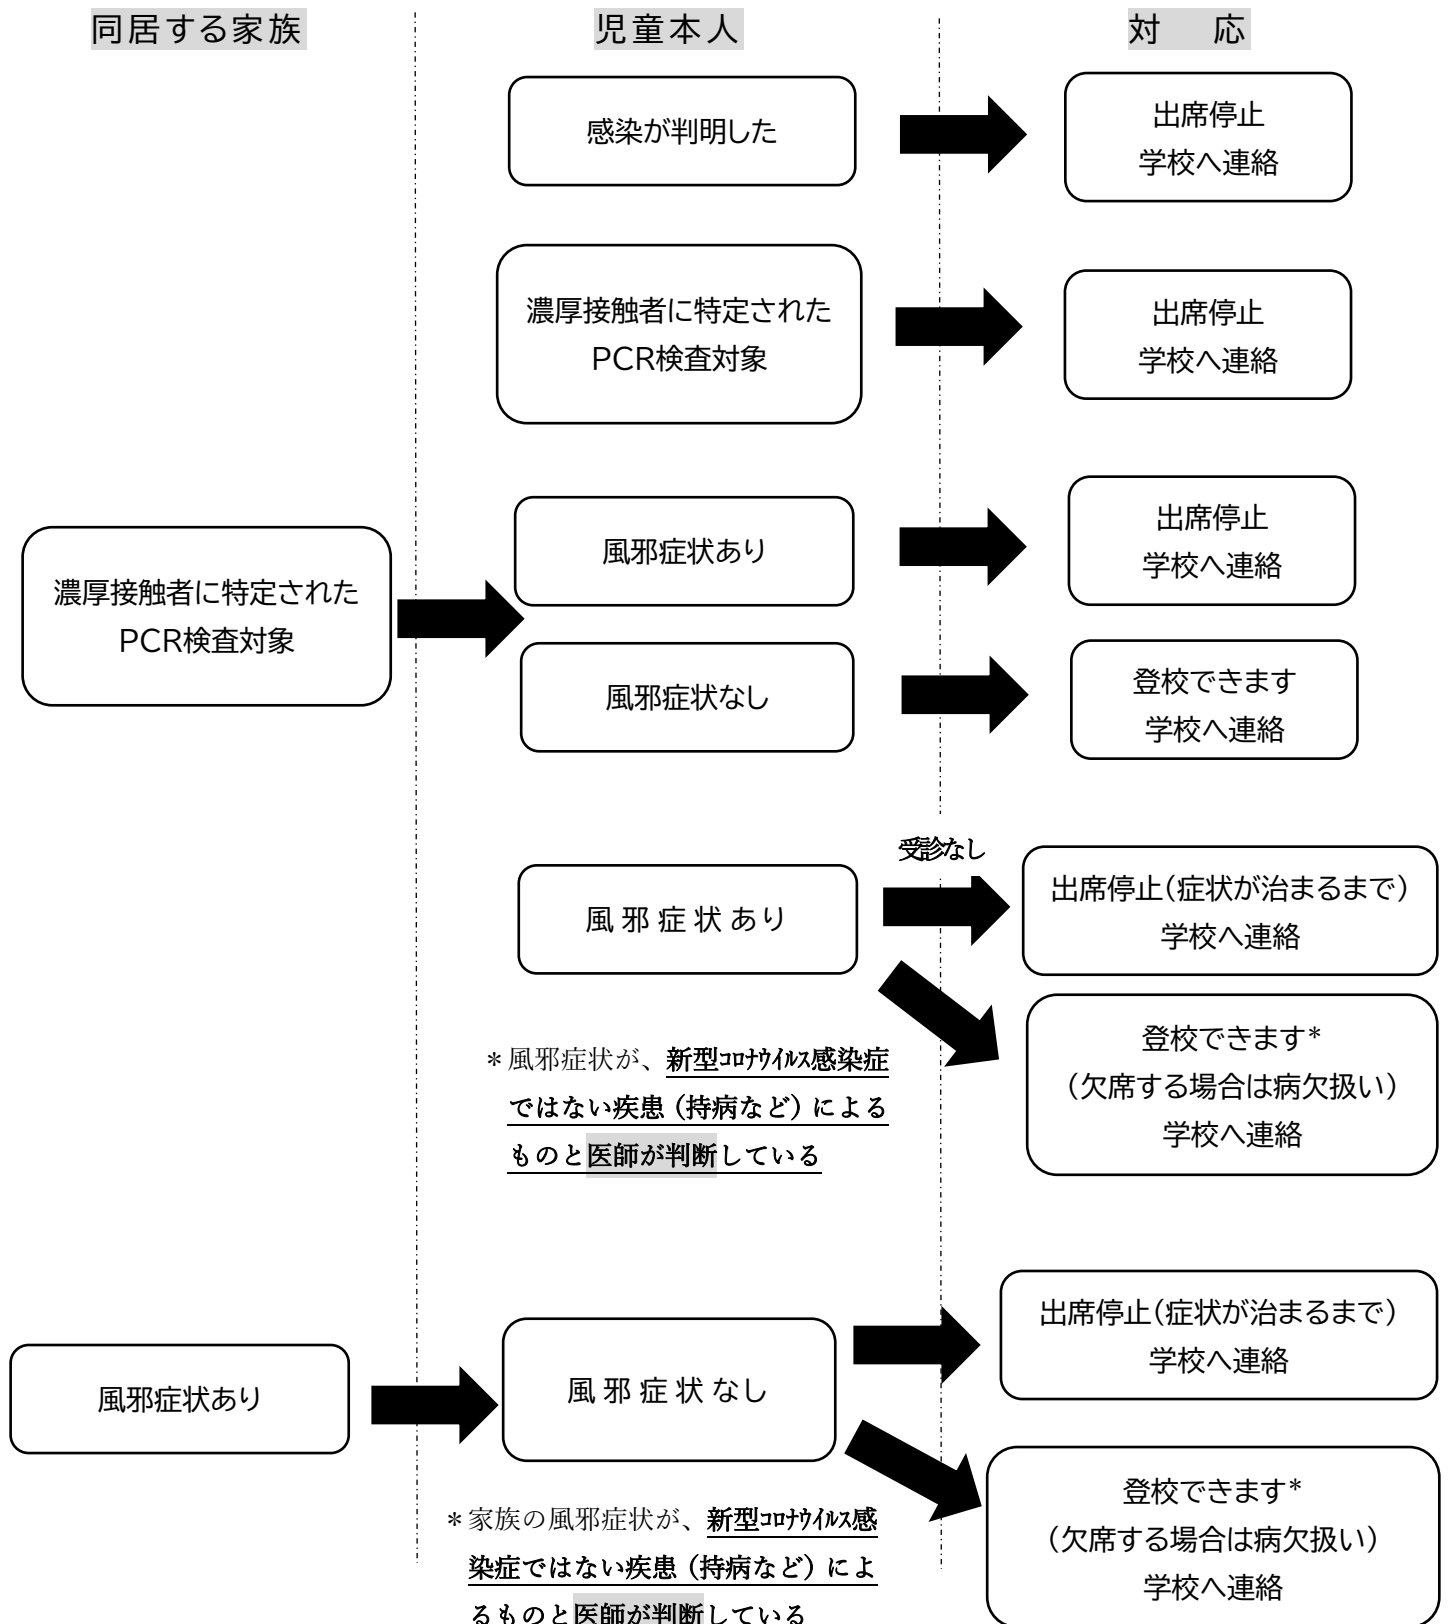 同居する家族
児童本人
対　応
感染が判明した
出席停止
学校へ連絡
濃厚接触者に特定された
PCR検査対象
出席停止
学校へ連絡
濃厚接触者に特定された
PCR検査対象
風邪症状あり
出席停止
学校へ連絡
風邪症状なし
登校できます
学校へ連絡
風邪症状あり
受診なし
出席停止（症状が治まるまで）
学校へ連絡
登校できます*
（欠席する場合は病欠扱い）
学校へ連絡
＊風邪症状が、新型コロナウイルス感染症
ではない疾患（持病など）による
ものと医師が判断している
風邪症状あり
風邪症状なし
出席停止（症状が治まるまで）
学校へ連絡
登校できます*
（欠席する場合は病欠扱い）
学校へ連絡
＊家族の風邪症状が、新型コロナウイルス感
染症ではない疾患（持病など）によ
るものと医師が判断している